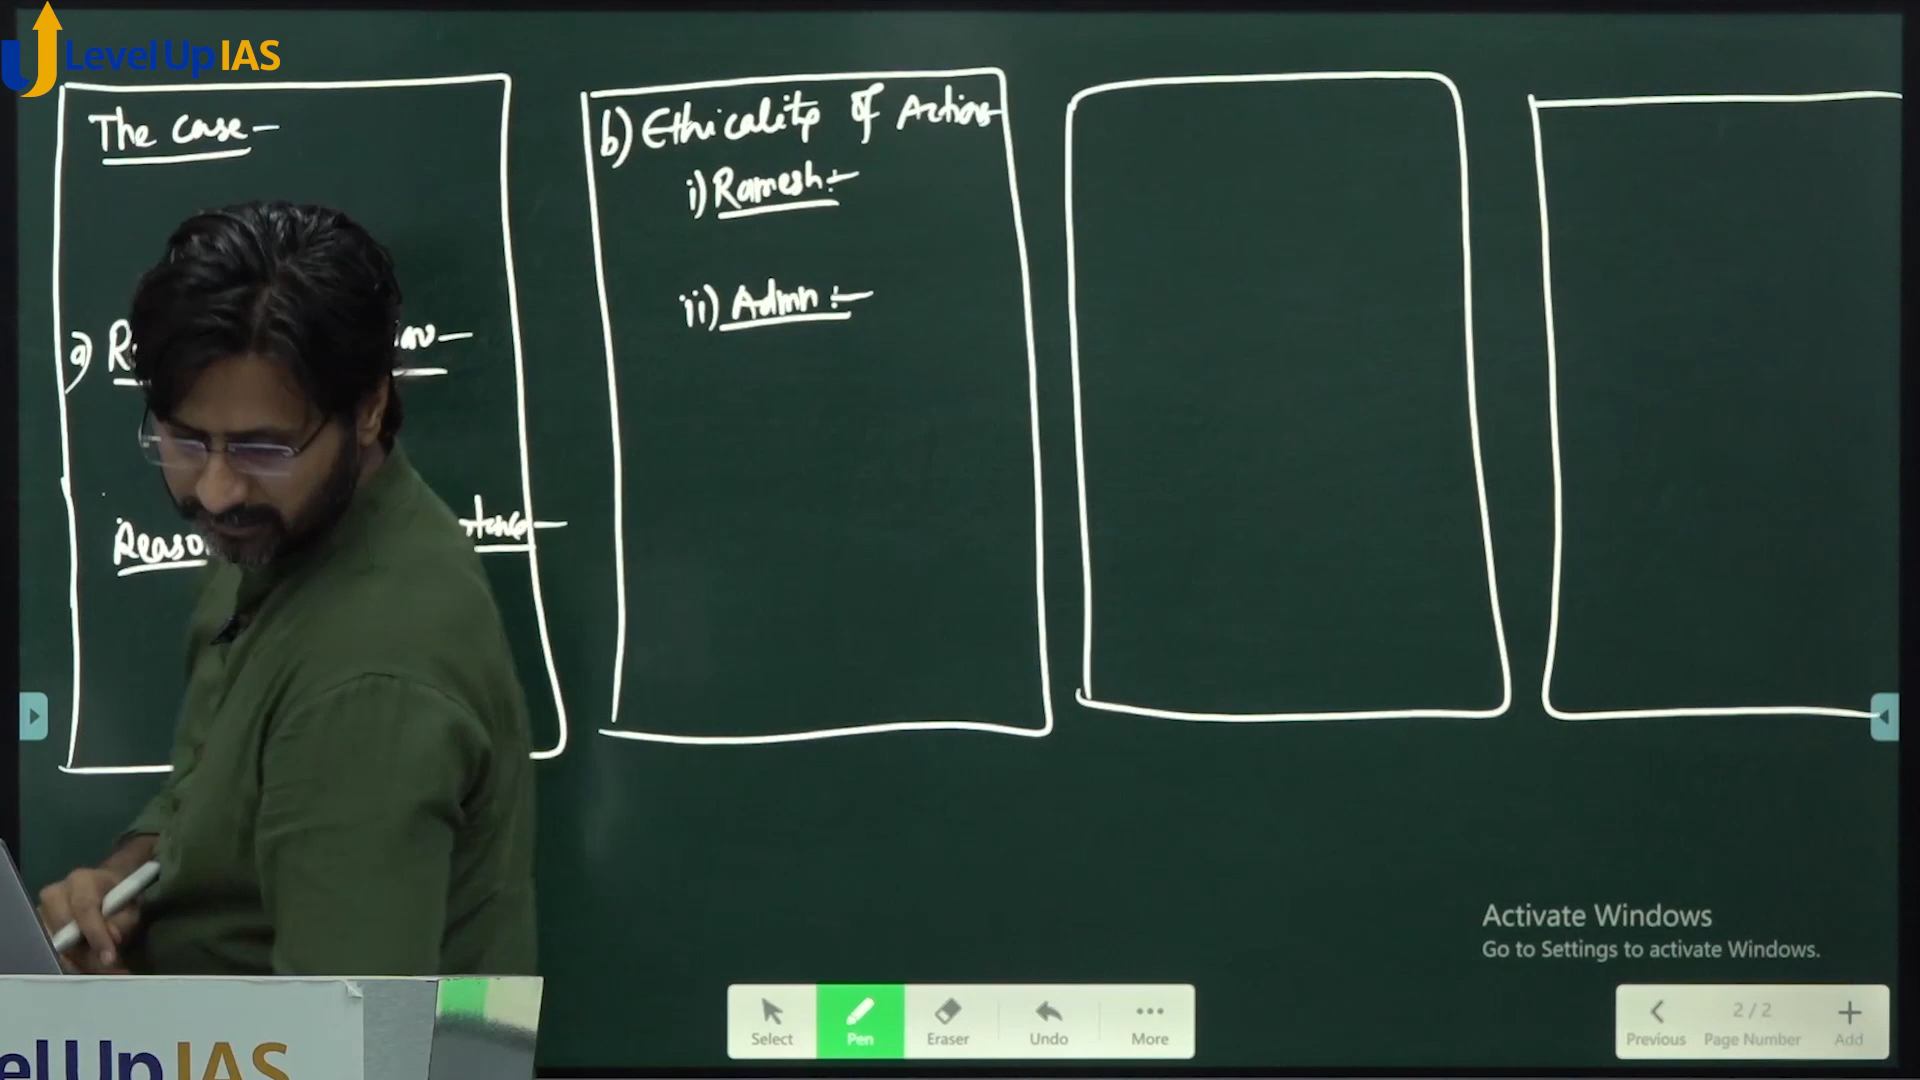 Level Up IAS
The case -
a)
b) Ethicality of Actions
i) Ramesh :-
ii) Admn :-
Activate Windows
Go to Settings to activate Windows.
Select
Pen
Eraser
Undo
More
Previous
2 / 2
Page Number
Add
el Up IAS